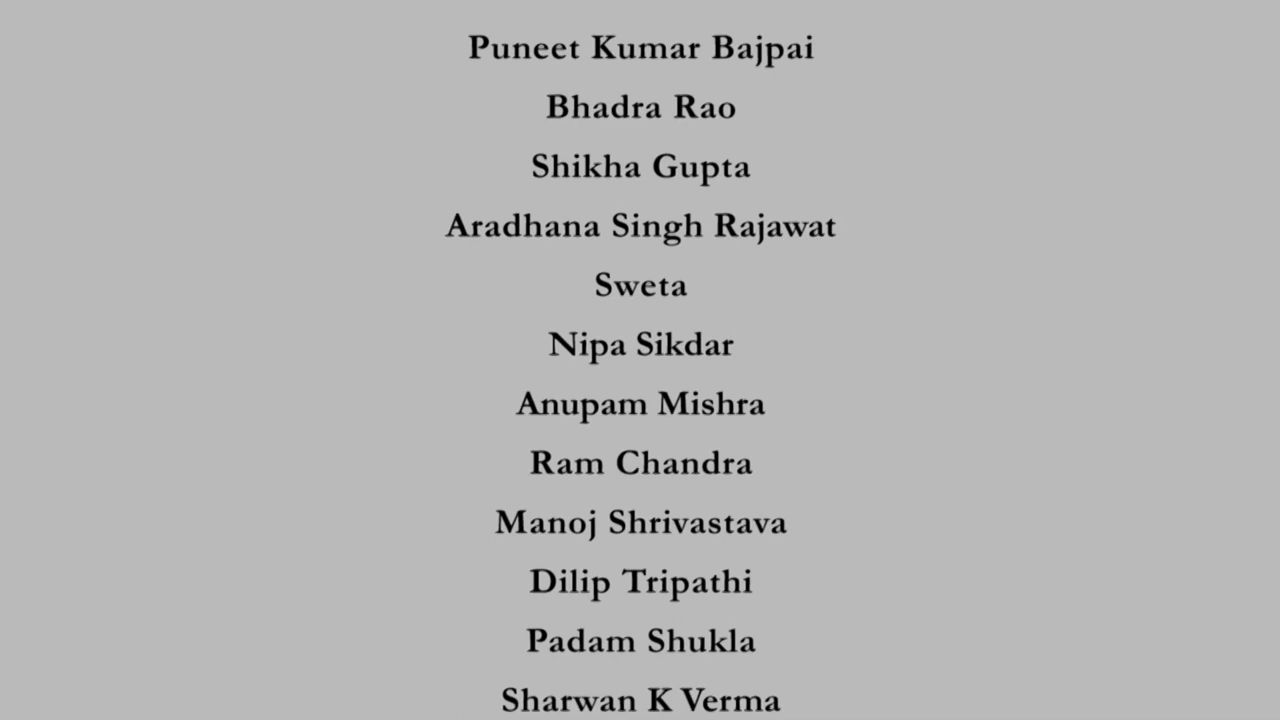 Puneet Kumar Bajpai
Bhadra Rao
Shikha Gupta
Aradhana Singh Rajawat
Sweta
Nipa Sikdar
Anupam Mishra
Ram Chandra
Manoj Shrivastava
Dilip Tripathi
Padam Shukla
Sharwan K Verma